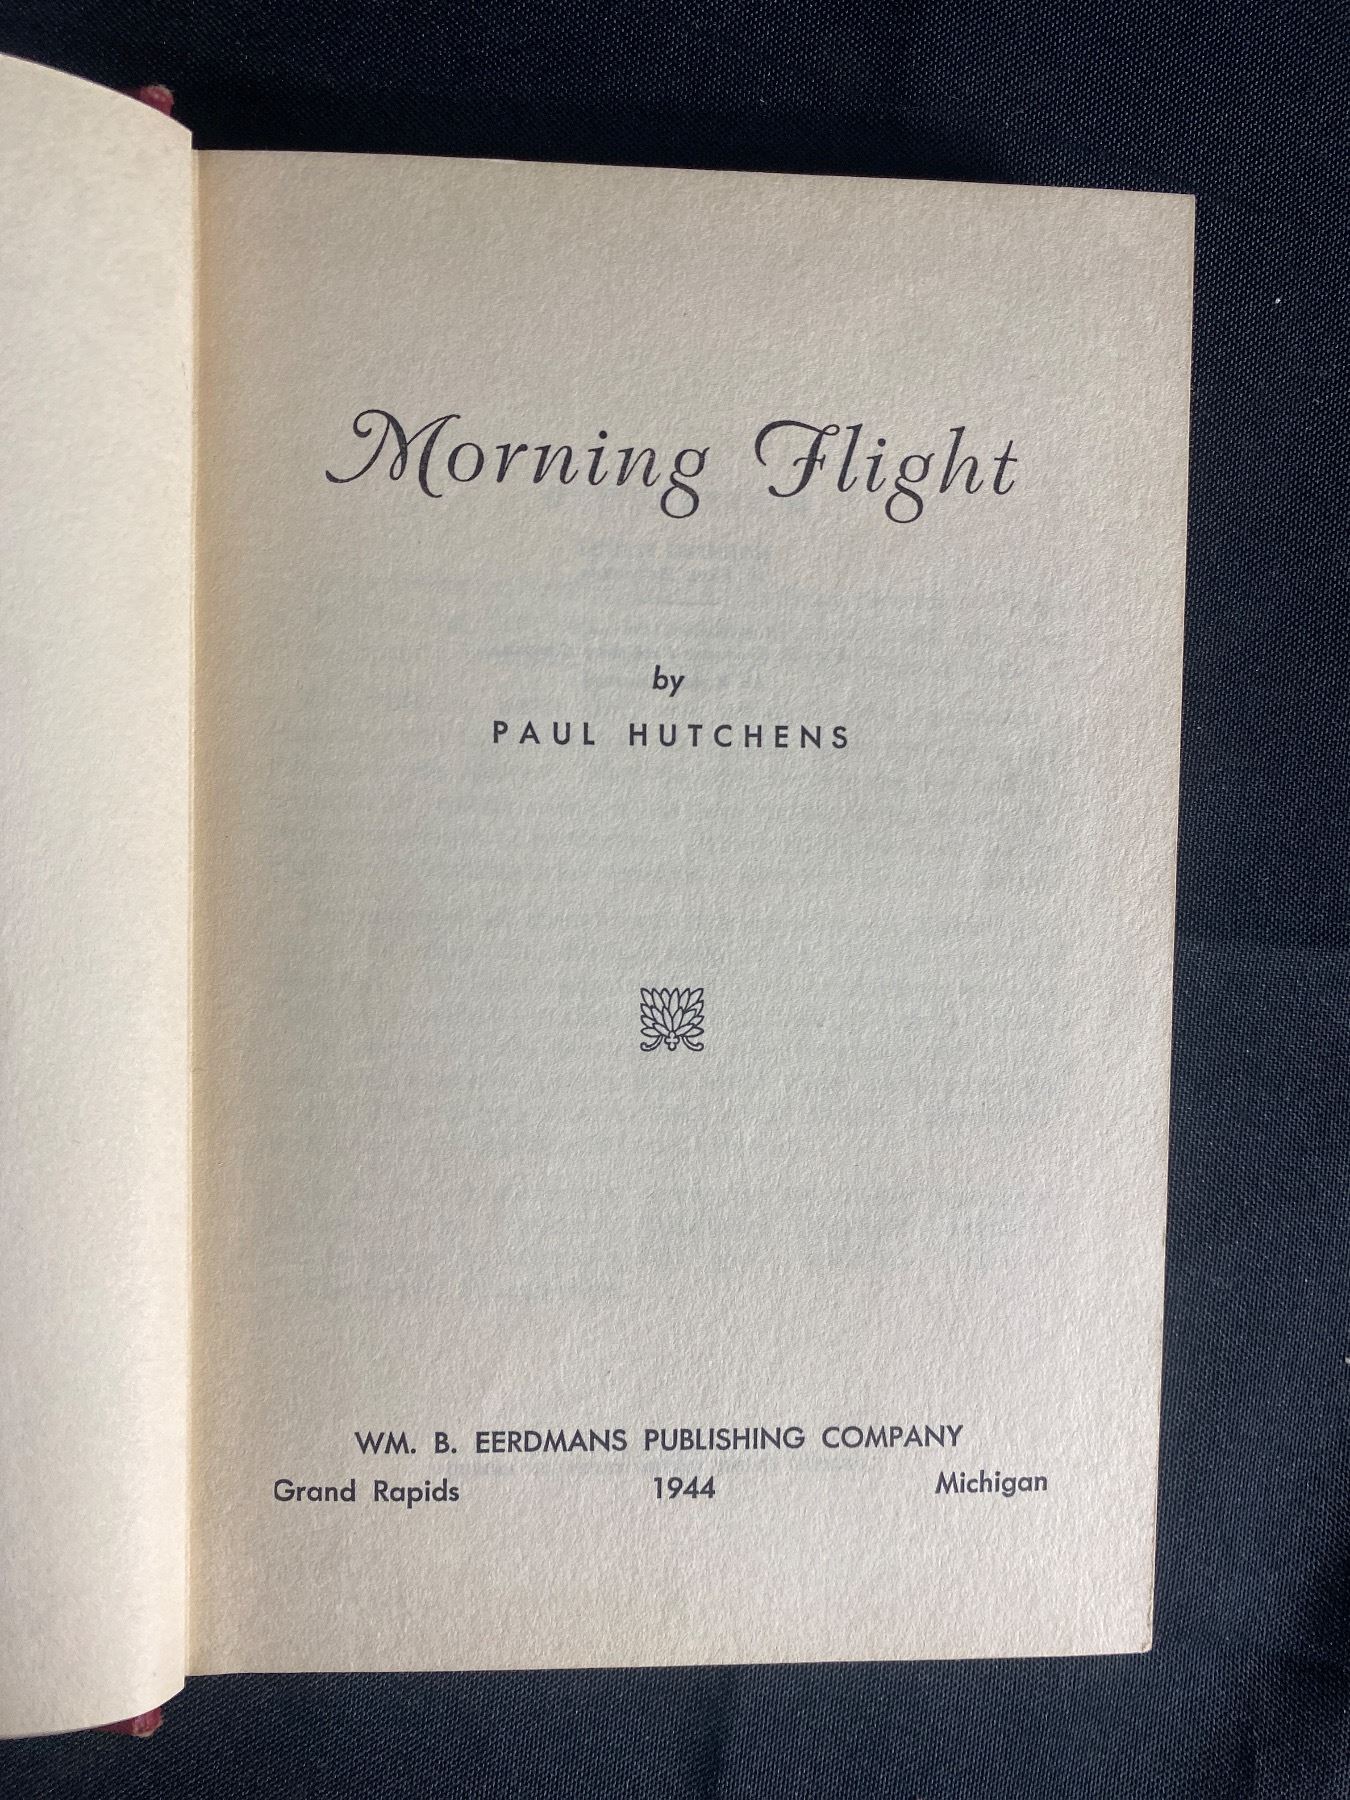 Morning Flight
by
PAUL HUTCHENS
WM. B. EERDMANS PUBLISHING COMPANY
Grand Rapids 1944 Michigan